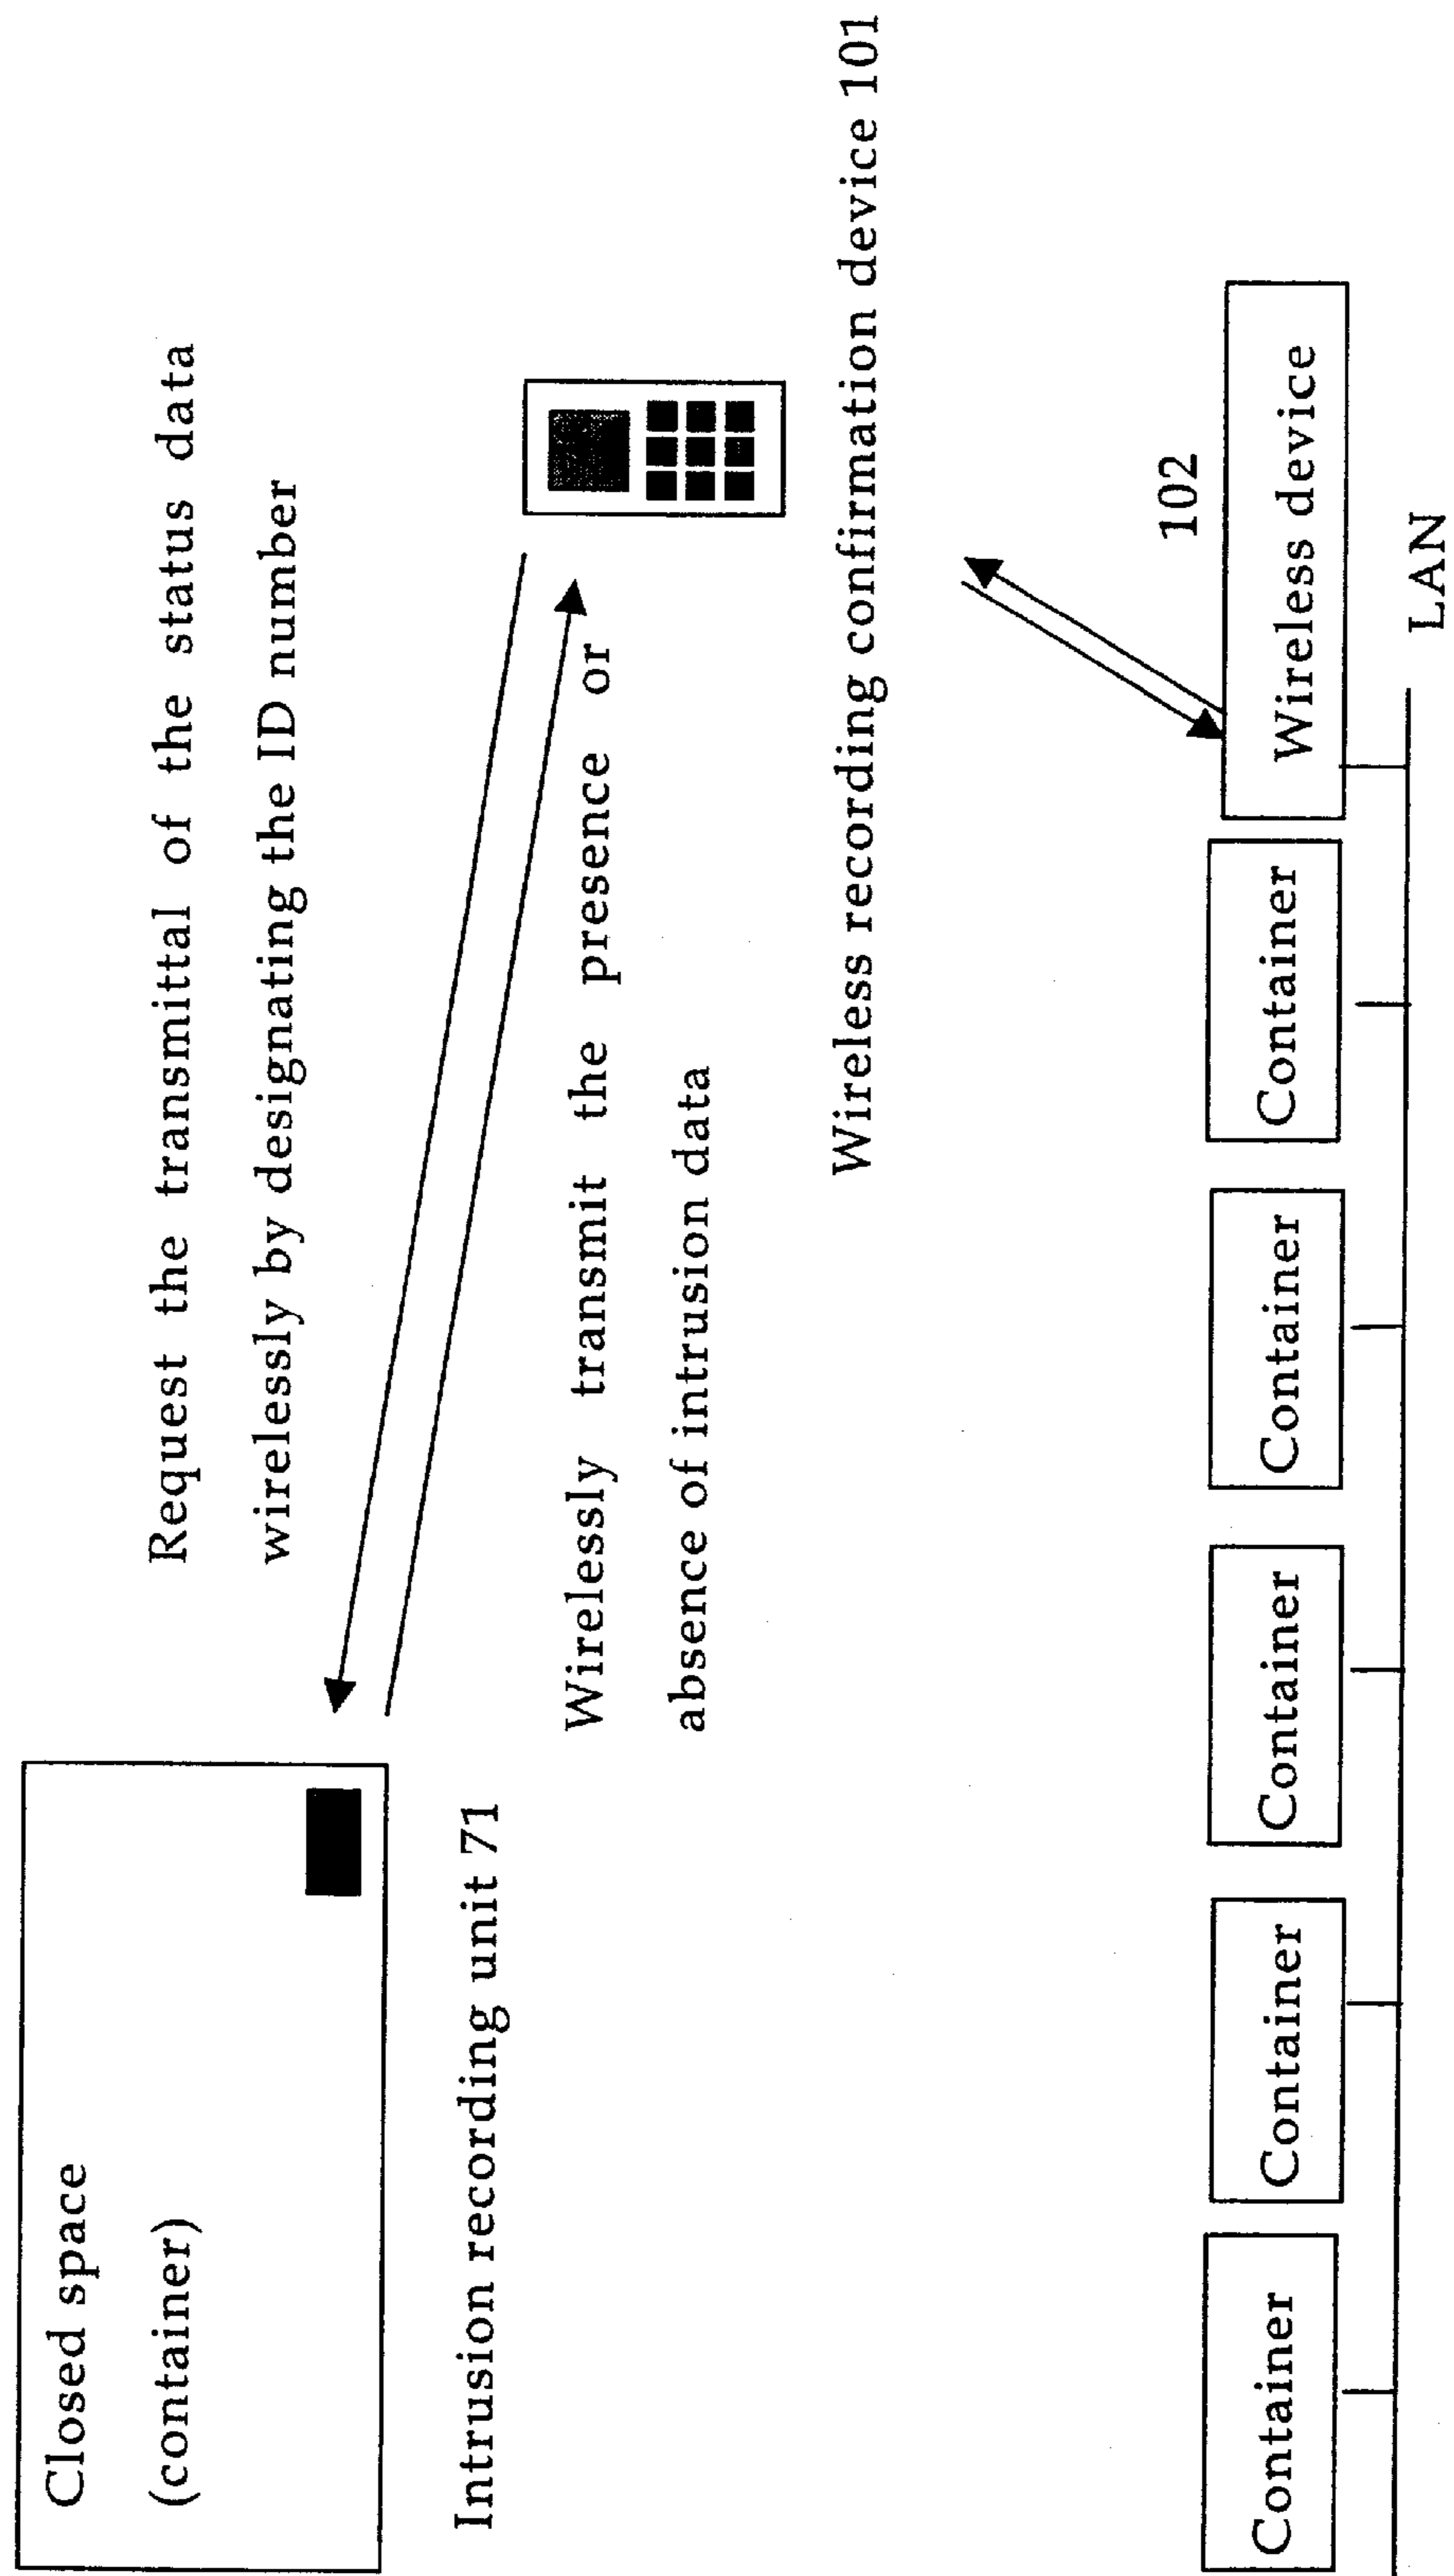 Closed space
(container)
Request the transmittal of the status data
wirelessly by designating the ID number
Intrusion recording unit 71
Wirelessly transmit the presence or
absence of intrusion data
Wireless recording confirmation device 101
102
Container
Container
Container
Container
Container
Wireless device
LAN